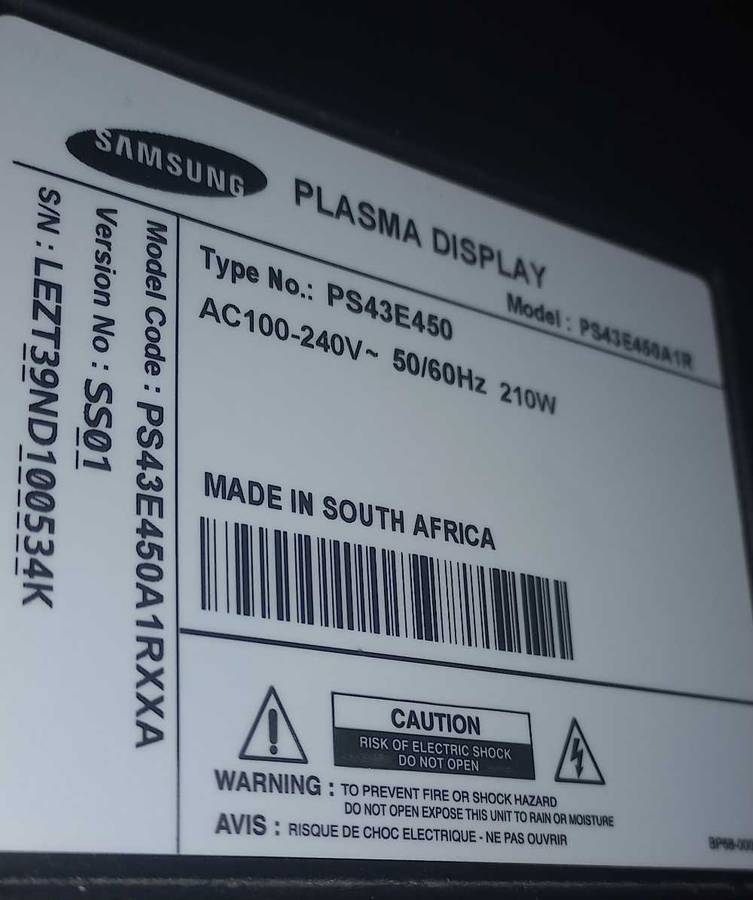 SAMSUNG
PLASMA DISPLAY
Model : PS43E450A1R
Type No.: PS43E450
AC100-240V~ 50/60Hz 210W
MADE IN SOUTH AFRICA
CAUTION
RISK OF ELECTRIC SHOCK
DO NOT OPEN
WARNING : TO PREVENT FIRE OR SHOCK HAZARD
DO NOT OPEN EXPOSE THIS UNIT TO RAIN OR MOISTURE
AVIS : RISQUE DE CHOC ELECTRIQUE - NE PAS OUVRIR
Model Code : PS43E450A1RXXA
Version No : SS01
S/N : LEZT39ND100534K